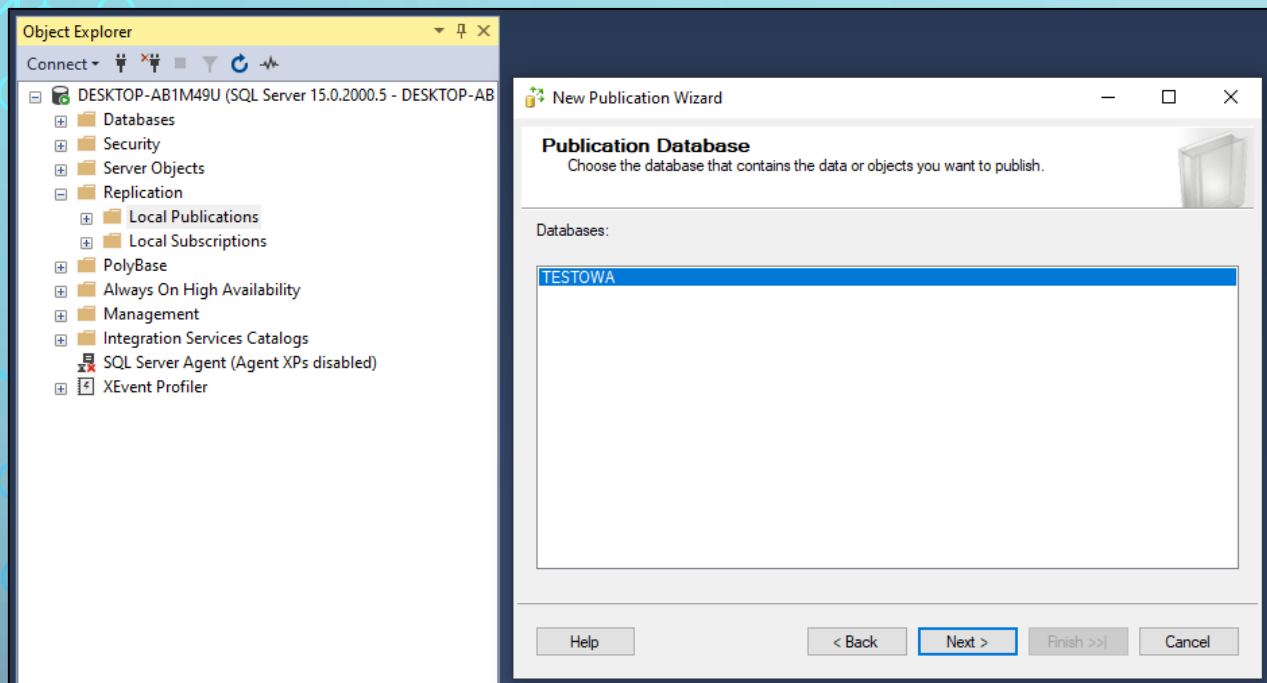 Object Explorer
Connect
DESKTOP-AB1M49U (SQL Server 15.0.2000.5 - DESKTOP-AB
Databases
Security
Server Objects
Replication
Local Publications
Local Subscriptions
PolyBase
Always On High Availability
Management
Integration Services Catalogs
SQL Server Agent (Agent XPs disabled)
XEvent Profiler
New Publication Wizard
Publication Database
Choose the database that contains the data or objects you want to publish.
Databases:
TESTOWA
Help
< Back
Next >
Finish >>|
Cancel